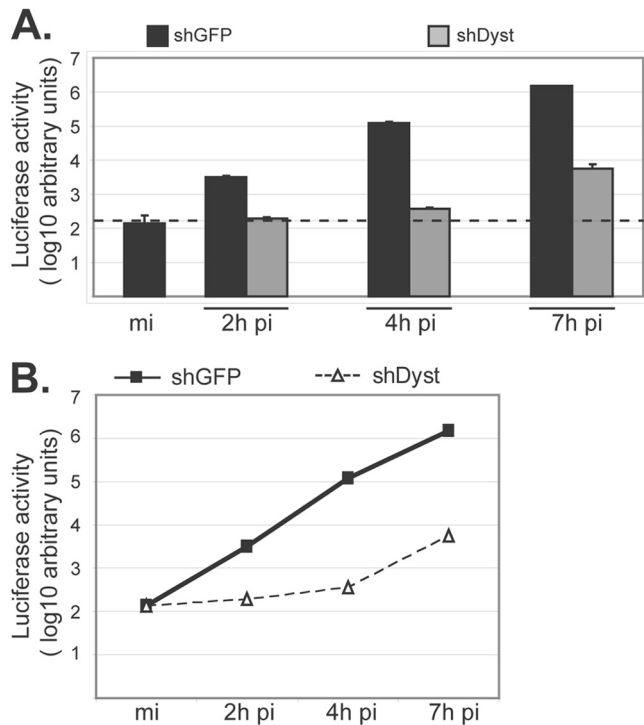 A.
shGFP
shDyst
Luciferase activity
( log10 arbitrary units)
7
6
5
4
3
2
1
mi
2h pi
4h pi
7h pi
B.
shGFP
shDyst
Luciferase activity
( log10 arbitrary units)
7
6
5
4
3
2
1
mi
2h pi
4h pi
7h pi